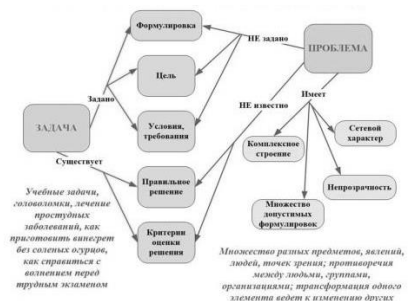 Формулировка
НЕ задано
ПРОБЛЕМА
Цель
Задано
НЕ известно
Имеет
ЗАДАЧА
Условия,
требования
Сетевой
характер
Комплексное
строение
Существует
Правильное
решение
Непрозрачность
Множество
допустимых
формулировок
Критерии
оценки
решения
Учебные задачи,
головоломки, лечение
простудных
заболеваний, как
приготовить винегрет
без соленых огурцов,
как справиться с
волнением перед
трудным экзаменом
Множество разных предметов, явлений,
людей, точек зрения; противоречия
между людьми, группами,
организациями; трансформация одного
элемента ведет к изменению других